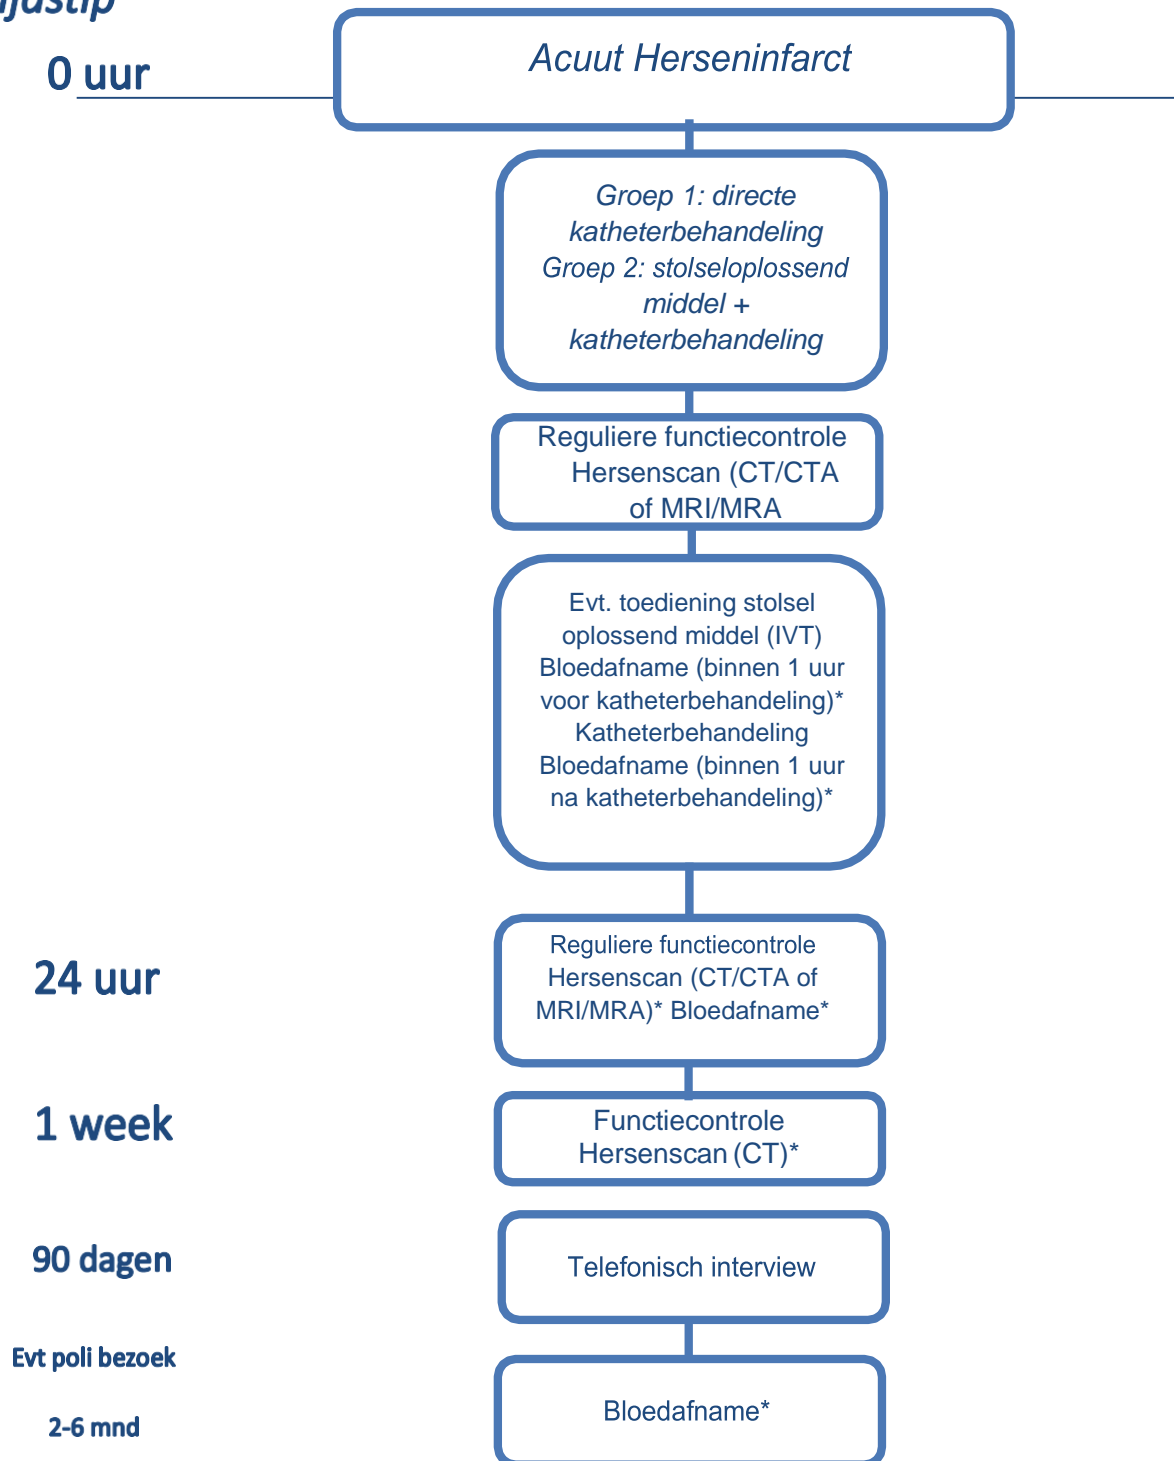 ijdstip
0 uur
Acuut Herseninfarct
Groep 1: directe
katheterbehandeling
Groep 2: stolseloplossend
middel +
katheterbehandeling
Reguliere functiecontrole
Hersenscan (CT/CTA
of MRI/MRA
Evt. toediening stolsel
oplossend middel (IVT)
Bloedafname (binnen 1 uur
voor katheterbehandeling)*
Katheterbehandeling
Bloedafname (binnen 1 uur
na katheterbehandeling)*
24 uur
Reguliere functiecontrole
Hersenscan (CT/CTA of
MRI/MRA)* Bloedafname*
1 week
Functiecontrole
Hersenscan (CT)*
90 dagen
Telefonisch interview
Evt poli bezoek
2-6 mnd
Bloedafname*